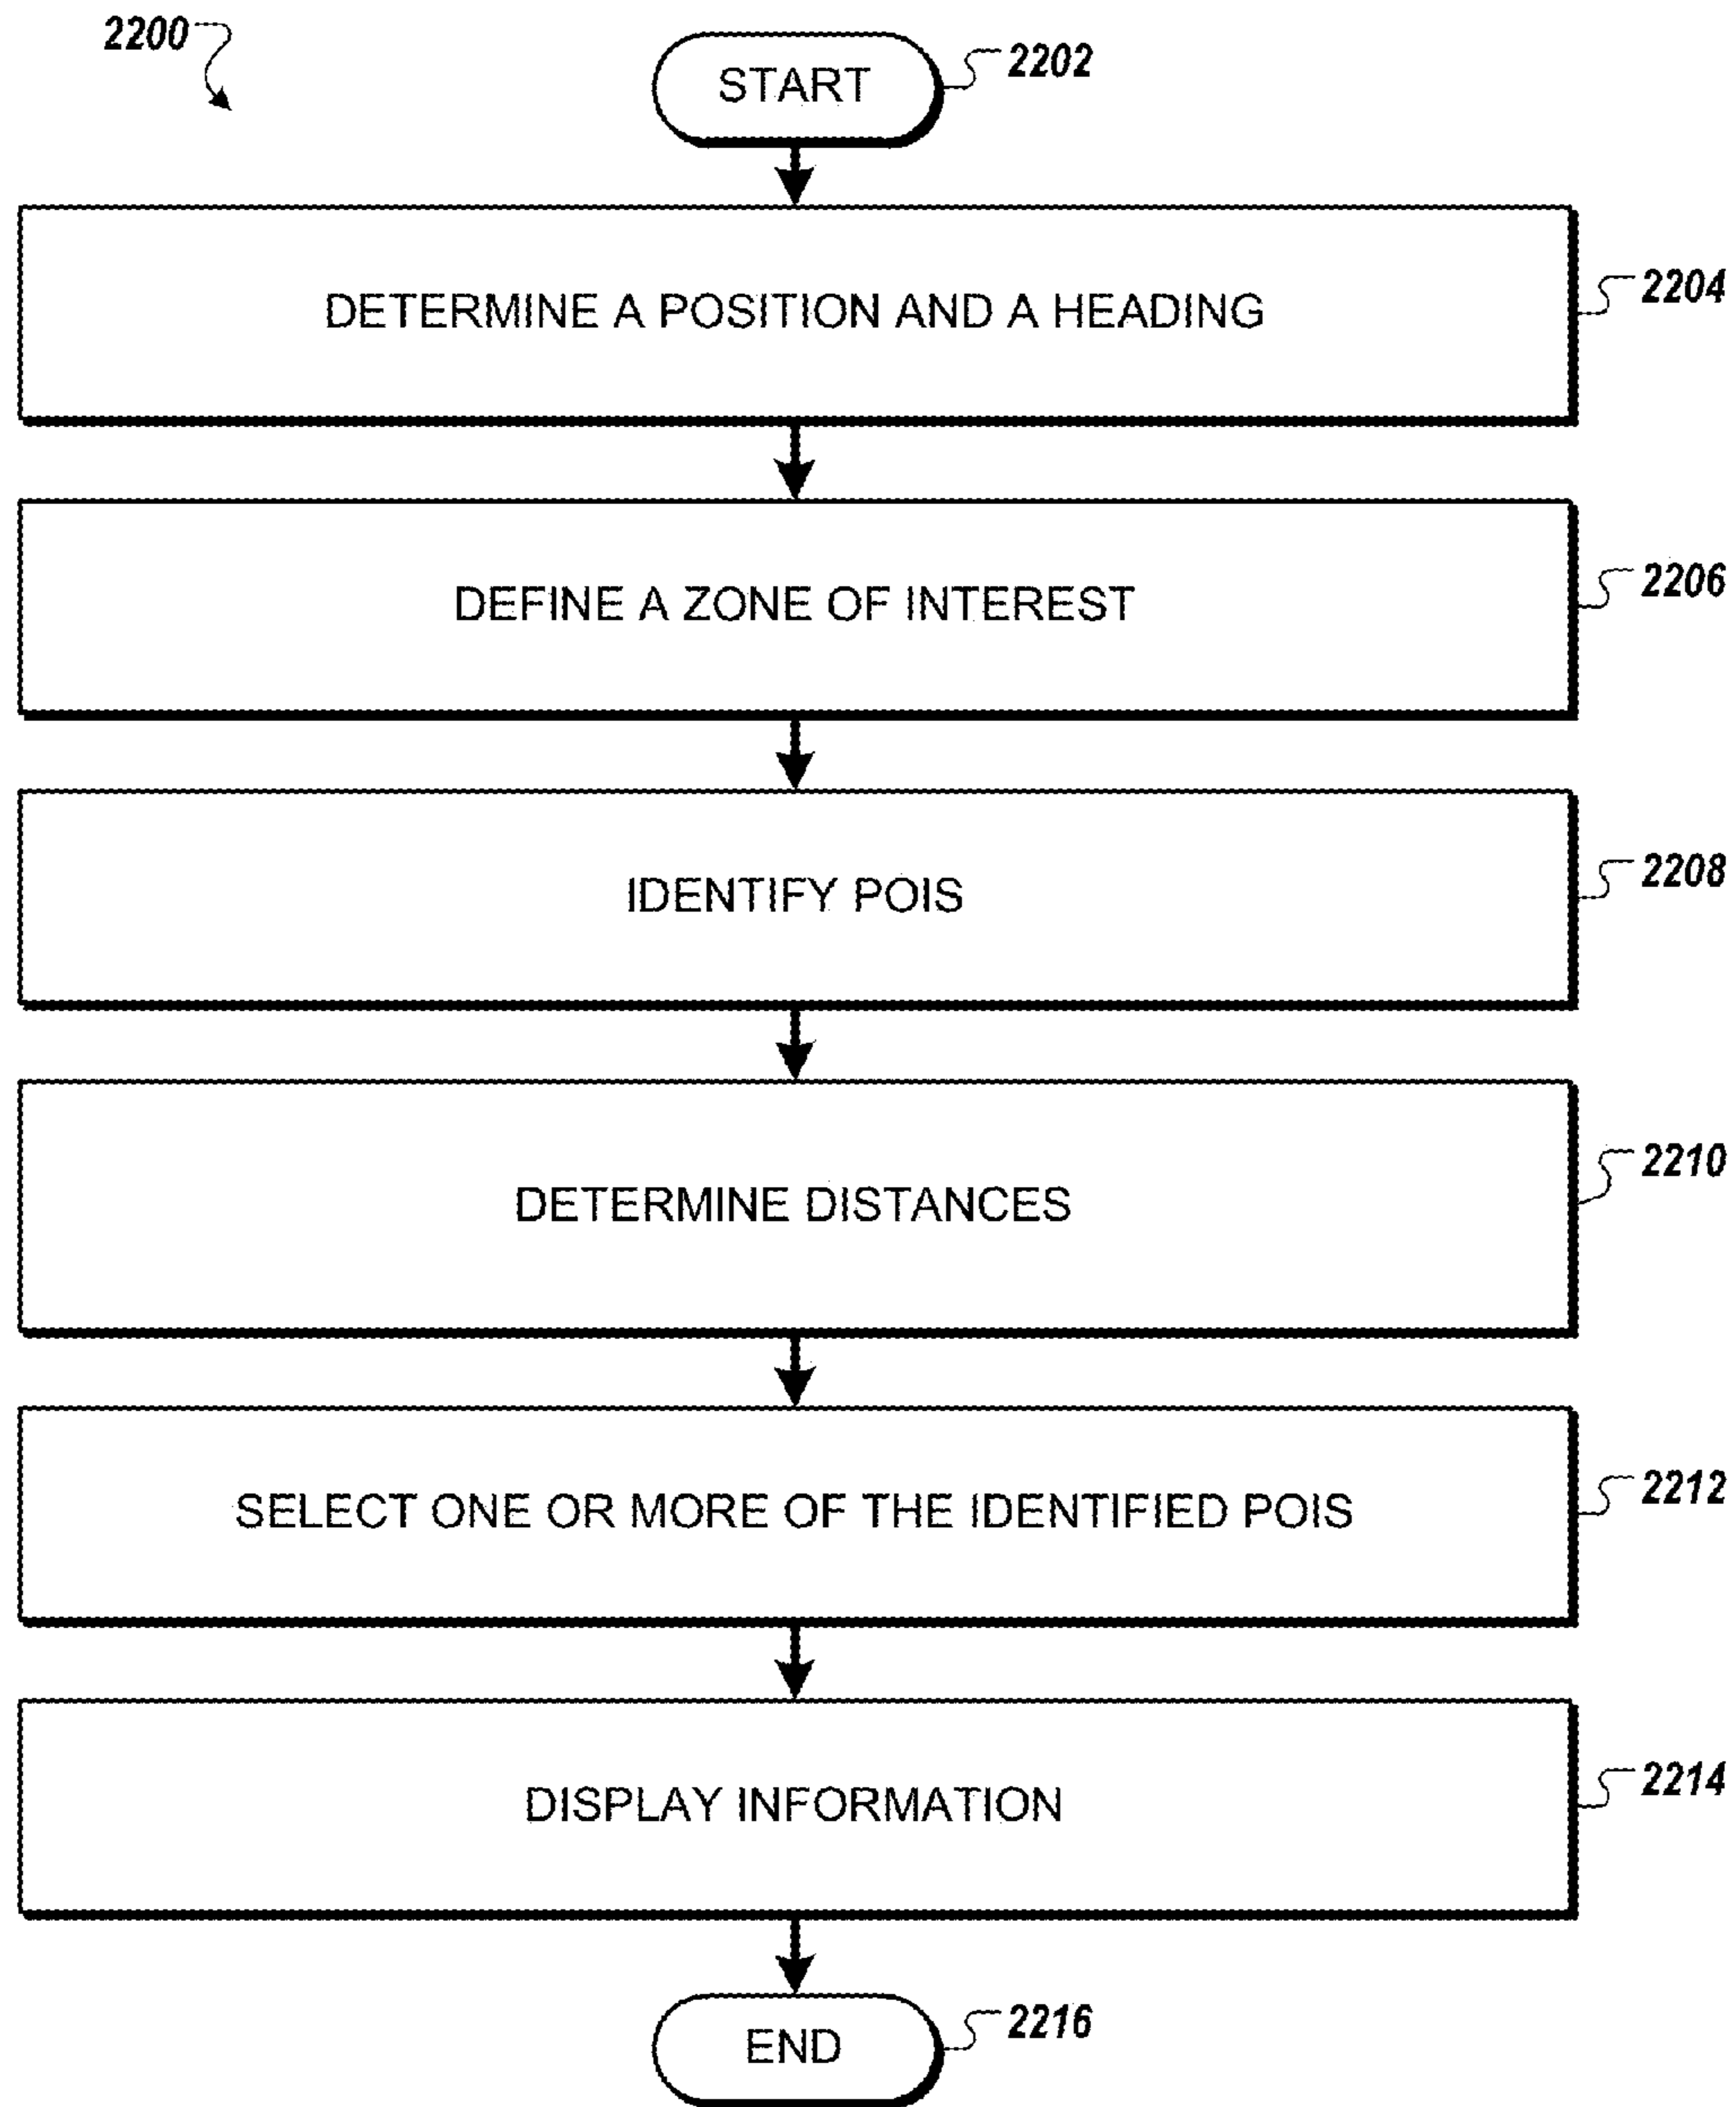 2200
START 2202
DETERMINE A POSITION AND A HEADING 2204
DEFINE A ZONE OF INTEREST 2206
IDENTIFY POIS 2208
DETERMINE DISTANCES 2210
SELECT ONE OR MORE OF THE IDENTIFIED POIS 2212
DISPLAY INFORMATION 2214
END 2216